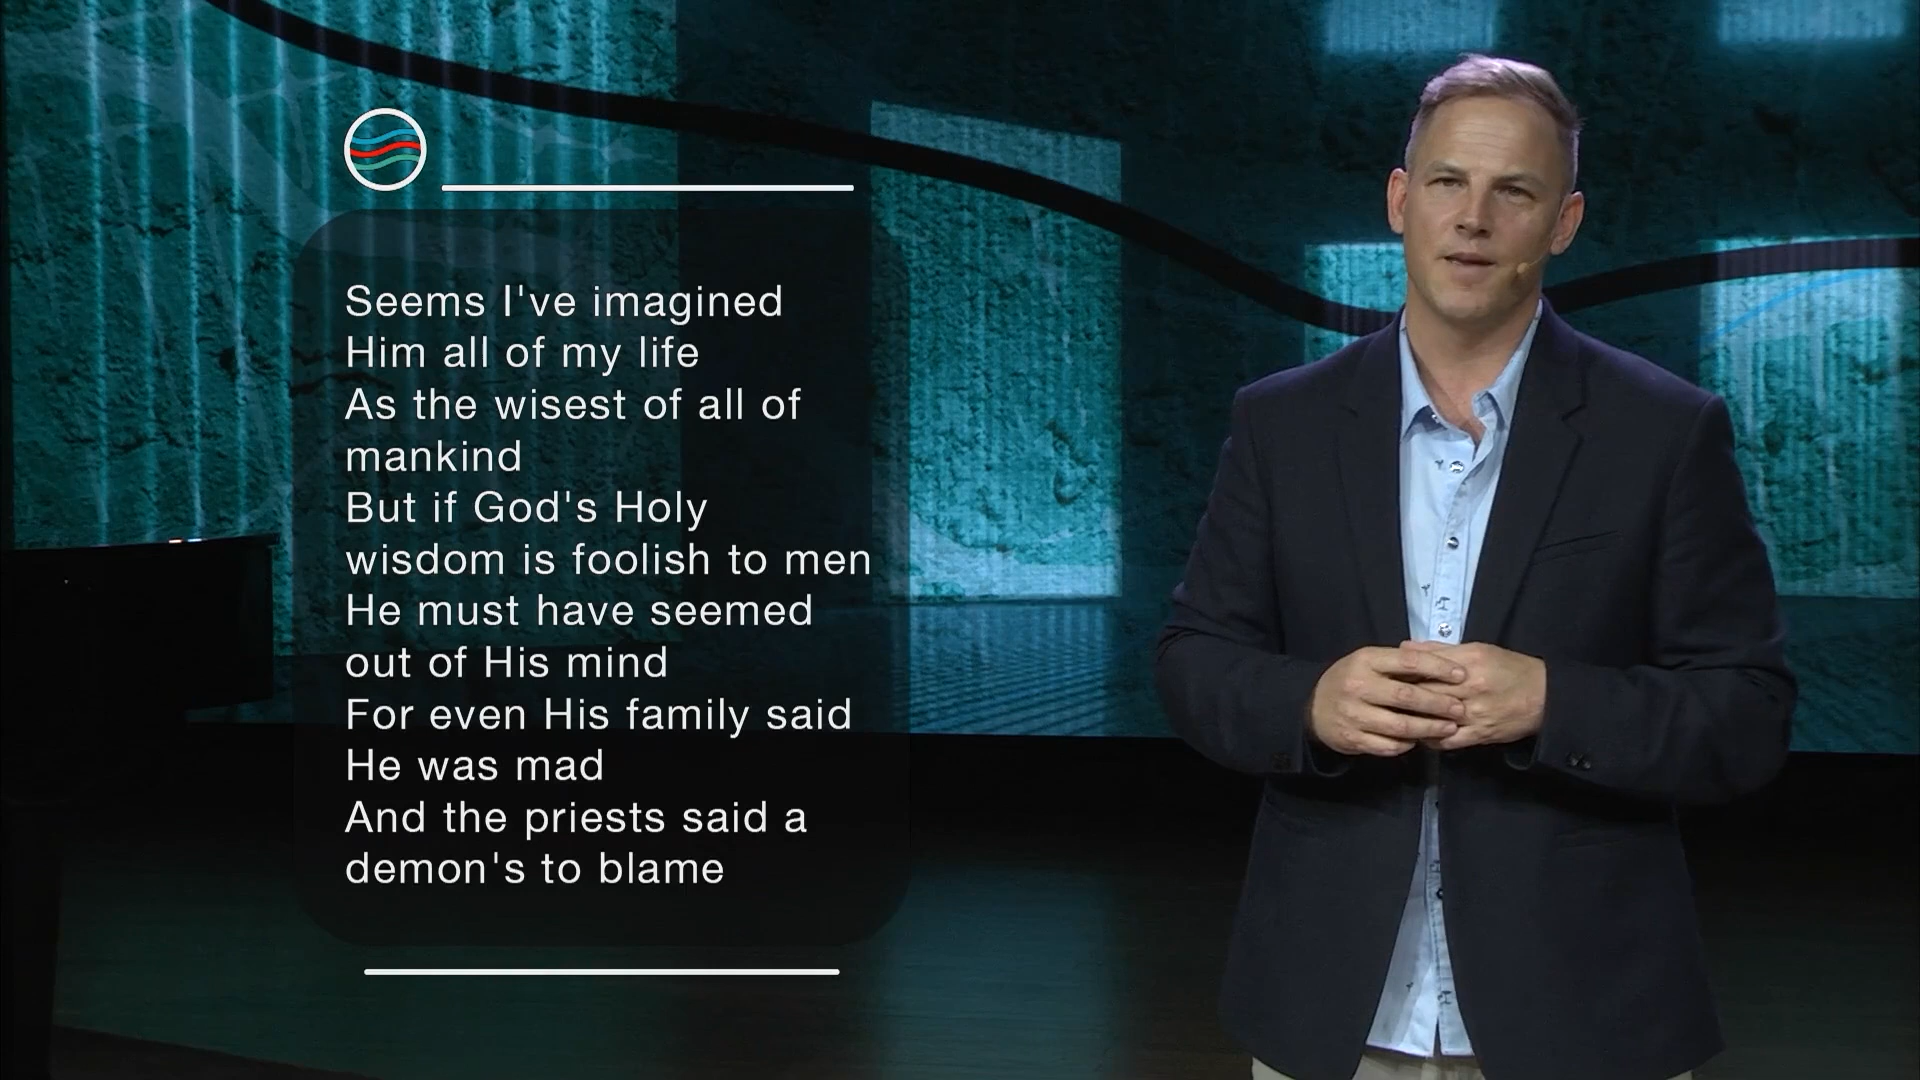 Seems I've imagined
Him all of my life
As the wisest of all of
mankind
But if God's Holy
wisdom is foolish to men
He must have seemed
out of His mind
For even His family said
He was mad
And the priests said a
demon's to blame